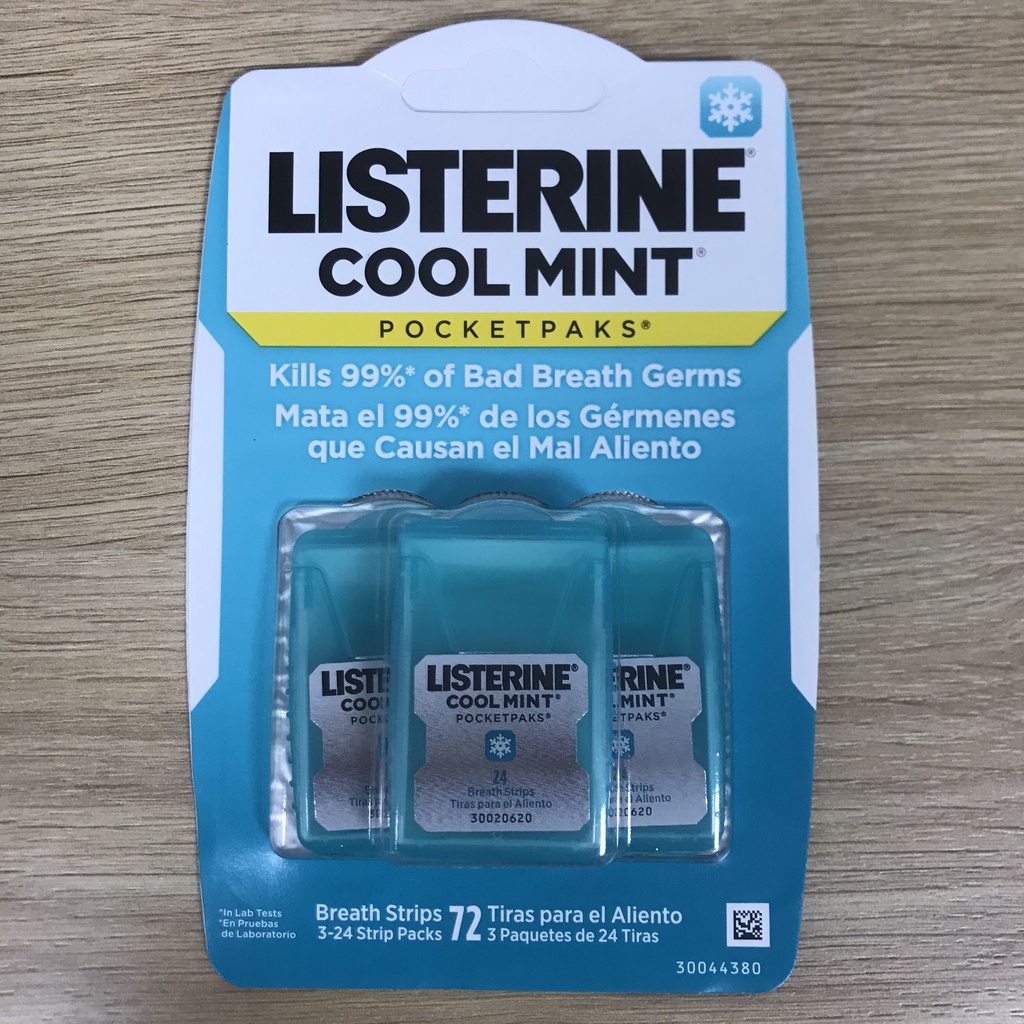 LISTERINE®
COOL MINT®
POCKETPAKS®
Kills 99%* of Bad Breath Germs
Mata el 99%* de los Gérmenes
que Causan el Mal Aliento
LISTERINE®
COOL MINT®
POCKETPAKS®
24
Breath Strips
Tiras para el Aliento
30020620
*In Lab Tests
*En Pruebas
de Laboratorio
Breath Strips 72 Tiras para el Aliento
3-24 Strip Packs 3 Paquetes de 24 Tiras
30044380